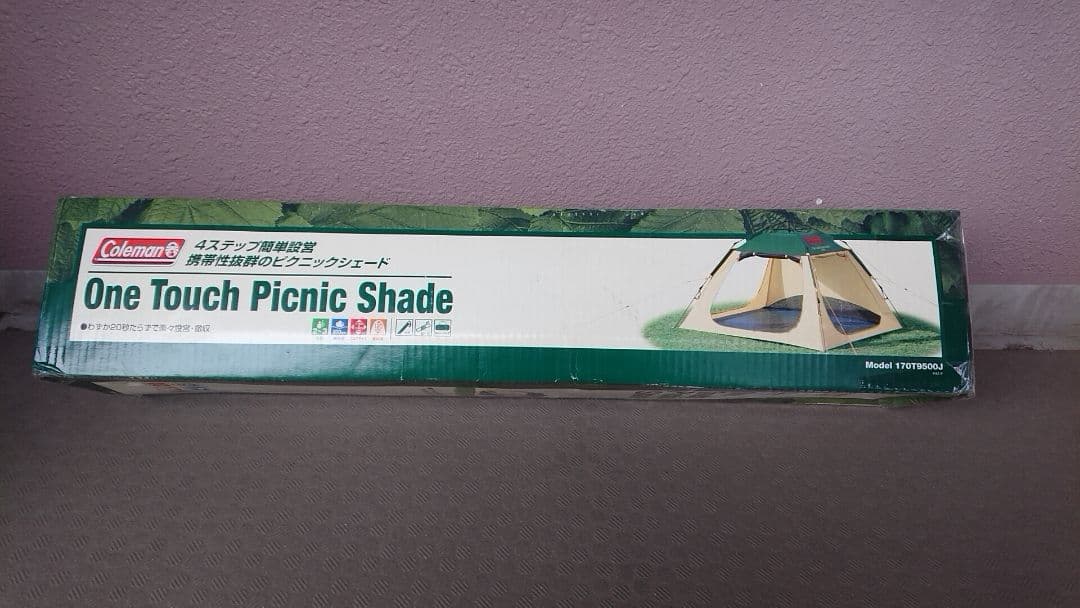 Coleman
4ステップ簡単設営
携帯性抜群のピクニックシェード
One Touch Picnic Shade
●わずか20秒たらずで楽々設営・撤収
Model 170T9500J